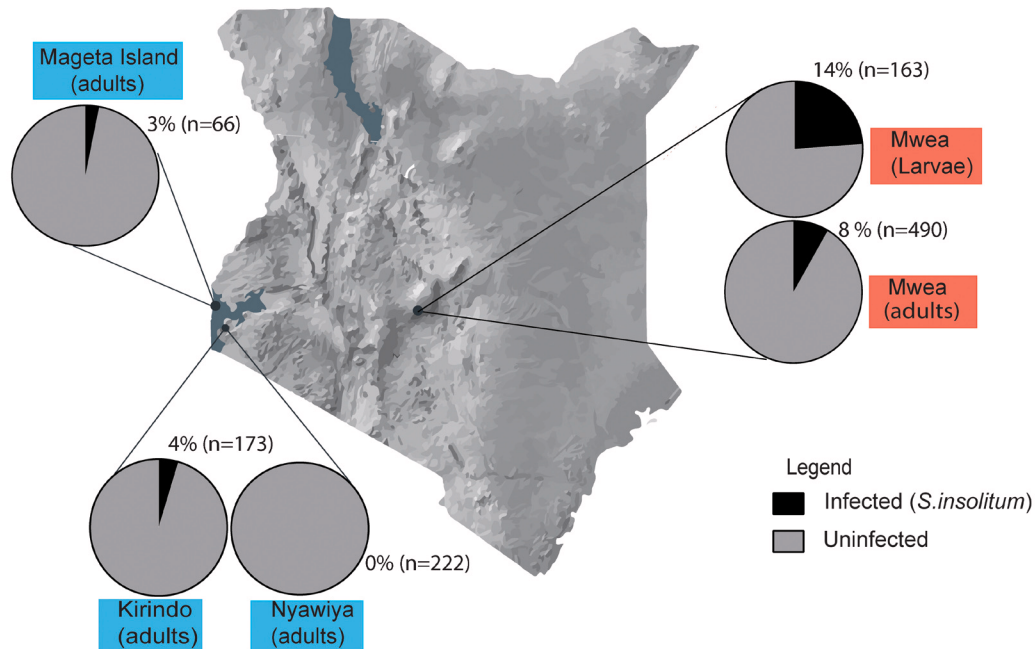 Mageta Island
(adults)
3% (n=66)
14% (n=163)
Mwea
(Larvae)
8 % (n=490)
Mwea
(adults)
4% (n=173)
0% (n=222)
Kirindo
(adults)
Nyawiya
(adults)
Legend
Infected (S.insolitum)
Uninfected